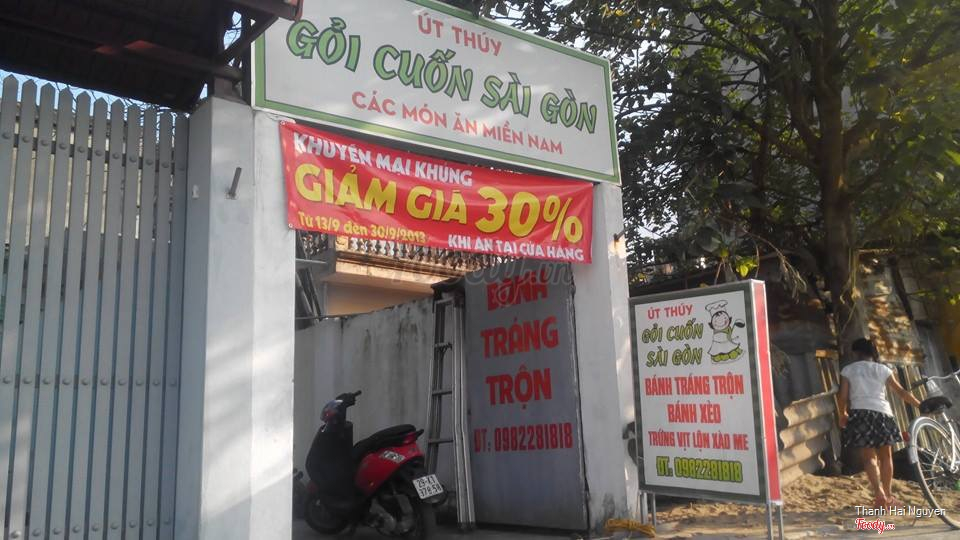 ÚT THÚY
GỎI CUỐN SÀI GÒN
CÁC MÓN ĂN MIỀN NAM
KHUYẾN MẠI KHỦNG
GIẢM GIÁ 30%
Từ 13/9 đến 30/9/2013
KHI ĂN TẠI CỬA HÀNG
BÁNH
TRÁNG
TRỘN
ĐT: 0982281818
ÚT THÚY
GỎI CUỐN
SÀI GÒN
BÁNH TRÁNG TRỘN
BÁNH XÈO
TRỨNG VỊT LỘN XÀO ME
ĐT: 0982281818
29-X1
Thanh Hai Nguyen
Foody.vn